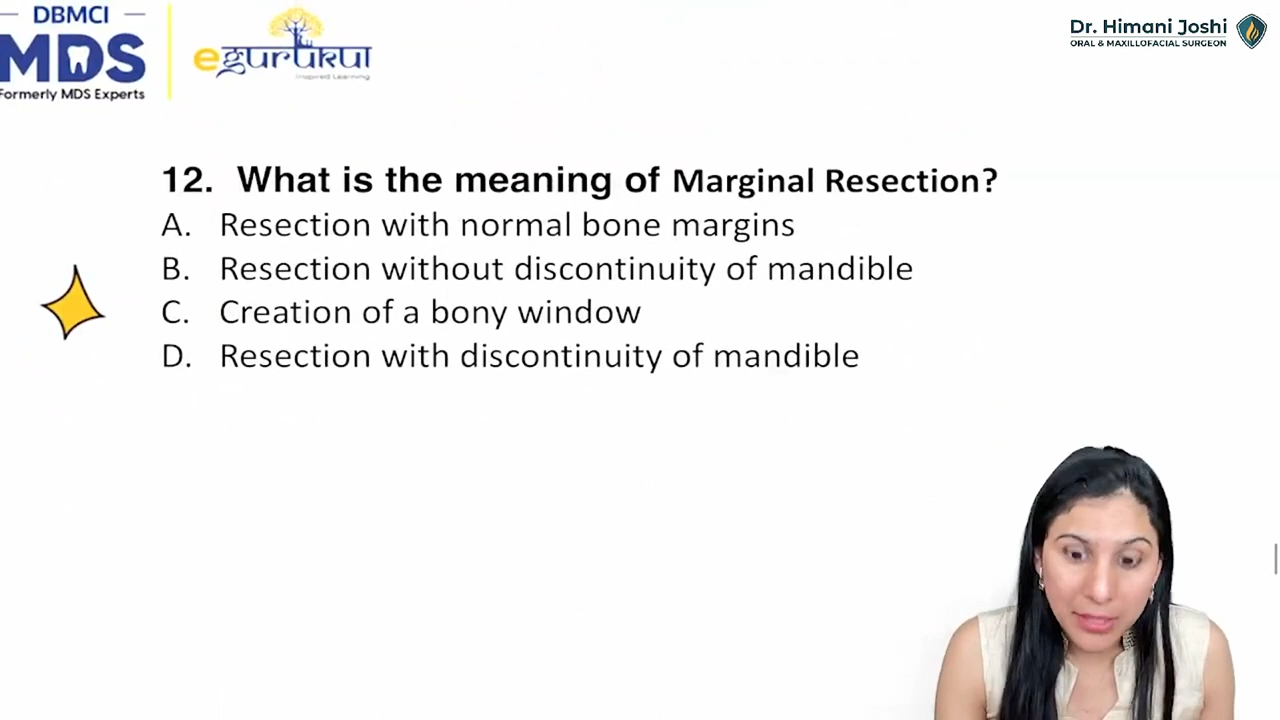 DBMCI
MDS
Formerly MDS Experts
egurukul
Inspired Learning
Dr. Himani Joshi
ORAL & MAXILLOFACIAL SURGEON
12. What is the meaning of Marginal Resection?
A. Resection with normal bone margins
B. Resection without discontinuity of mandible
C. Creation of a bony window
D. Resection with discontinuity of mandible